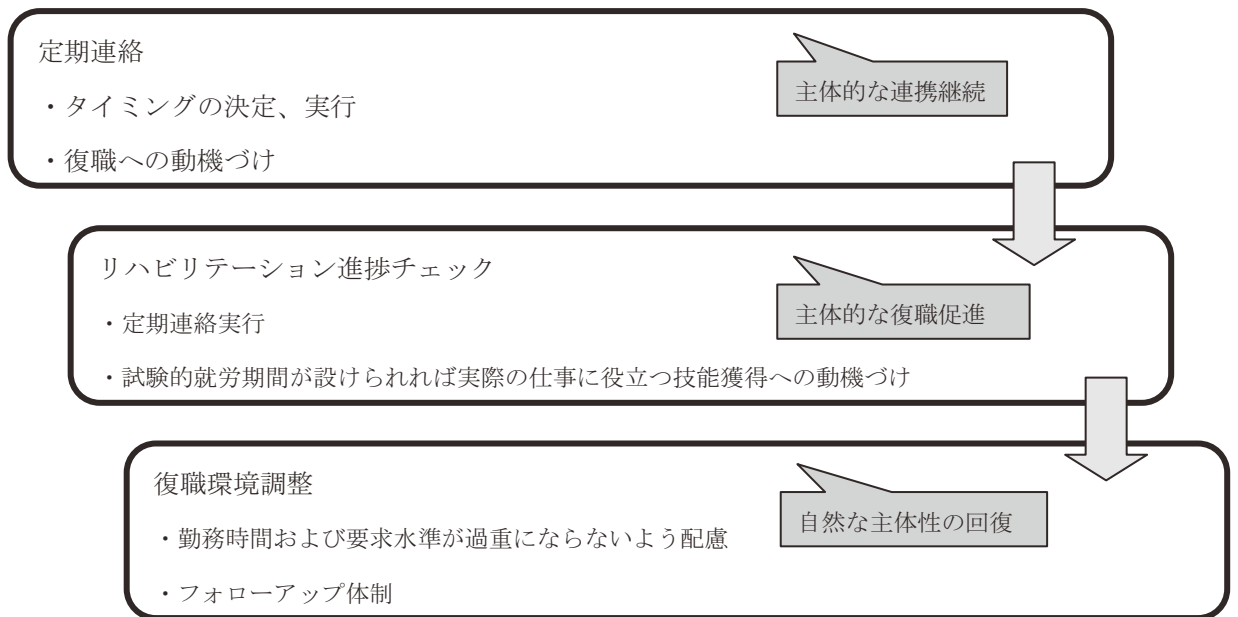 定期連絡
主体的な連携継続
・タイミングの決定、実行
・復職への動機づけ
リハビリテーション進捗チェック
主体的な復職促進
・定期連絡実行
・試験的就労期間が設けられれば実際の仕事に役立つ技能獲得への動機づけ
復職環境調整
自然な主体性の回復
・勤務時間および要求水準が過重にならないよう配慮
・フォローアップ体制